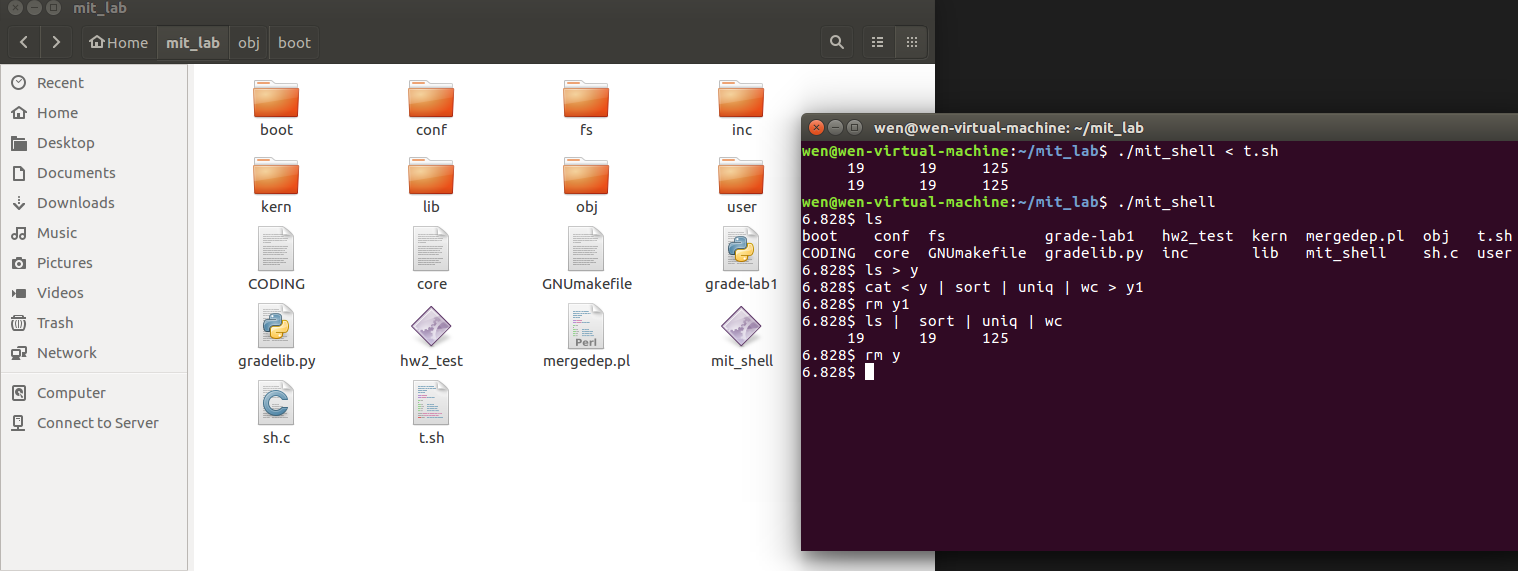 mit_lab
Home mit_lab obj boot
Recent
Home
Desktop
Documents
Downloads
Music
Pictures
Videos
Trash
Network
Computer
Connect to Server
boot conf fs inc
kern lib obj user
CODING core GNUmakefile grade-lab1
Perl
gradelib.py hw2_test mergedep.pl mit_shell
sh.c t.sh
wen@wen-virtual-machine: ~/mit_lab
wen@wen-virtual-machine:~/mit_lab$ ./mit_shell < t.sh
     19      19     125
     19      19     125
wen@wen-virtual-machine:~/mit_lab$ ./mit_shell
6.828$ ls
boot    conf  fs           grade-lab1   hw2_test  kern  mergedep.pl  obj   t.sh
CODING  core  GNUmakefile  gradelib.py  inc       lib   mit_shell    sh.c  user
6.828$ ls > y
6.828$ cat < y | sort | uniq | wc > y1
6.828$ rm y1
6.828$ ls |  sort | uniq | wc
     19      19     125
6.828$ rm y
6.828$